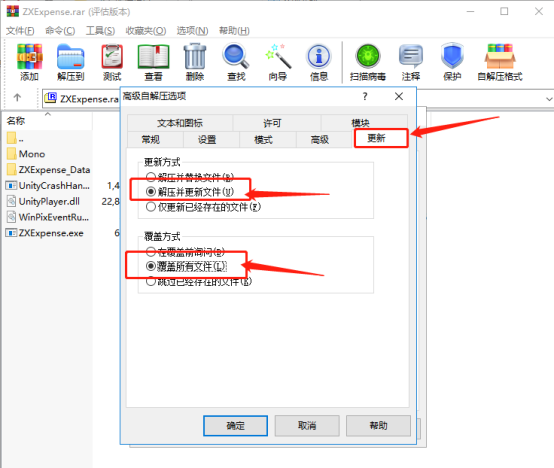 ZXExpense.rar (评估版本)
文件(F) 命令(C) 工具(S) 收藏夹(O) 选项(N) 帮助(H)
添加 解压到 测试 查看 删除 查找 向导 信息 扫描病毒 注释 保护 自解压格式
ZXExpense.ra
名称
..
Mono
ZXExpense_Data
UnityCrashHan... 1,4
UnityPlayer.dll 22,8
WinPixEventRu...
ZXExpense.exe 6
高级自解压选项 ?
文本和图标 许可 模块
常规 设置 模式 高级 更新
更新方式
解压并替换文件(R)
解压并更新文件(U)
仅更新已经存在的文件(F)
覆盖方式
在覆盖前询问
覆盖所有文件(L)
跳过已经存在的文件(K)
确定 取消 帮助